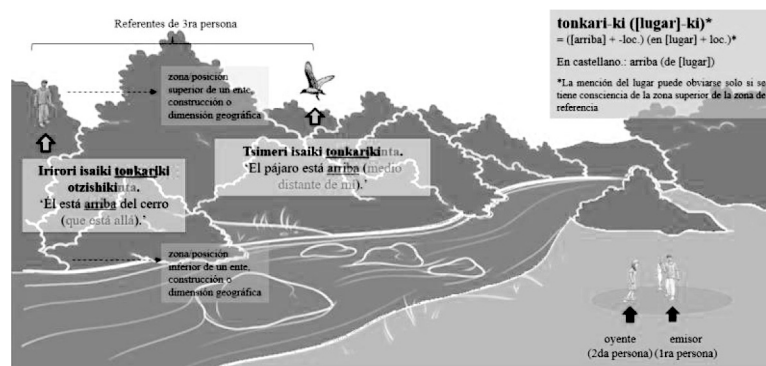 Referentes de 3ra persona
tonkari-ki ([lugar]-ki)*
= ([arriba] + -loc.) (en [lugar] + loc.)*
En castellano.: arriba (de [lugar])
*La mención del lugar puede obviarse solo si se
tiene consciencia de la zona superior de la zona de
referencia
zona/posición
superior de un ente,
construcción o
dimensión geográfica
Irirori isaiki tonkariki
otzishikinta.
‘Él está arriba del cerro
(que está allá).’
Tsimeri isaiki tonkarikinta.
‘El pájaro está arriba (medio
distante de mí).’
zona/posición
inferior de un ente,
construcción o
dimensión geográfica
oyente
(2da persona)
emisor
(1ra persona)